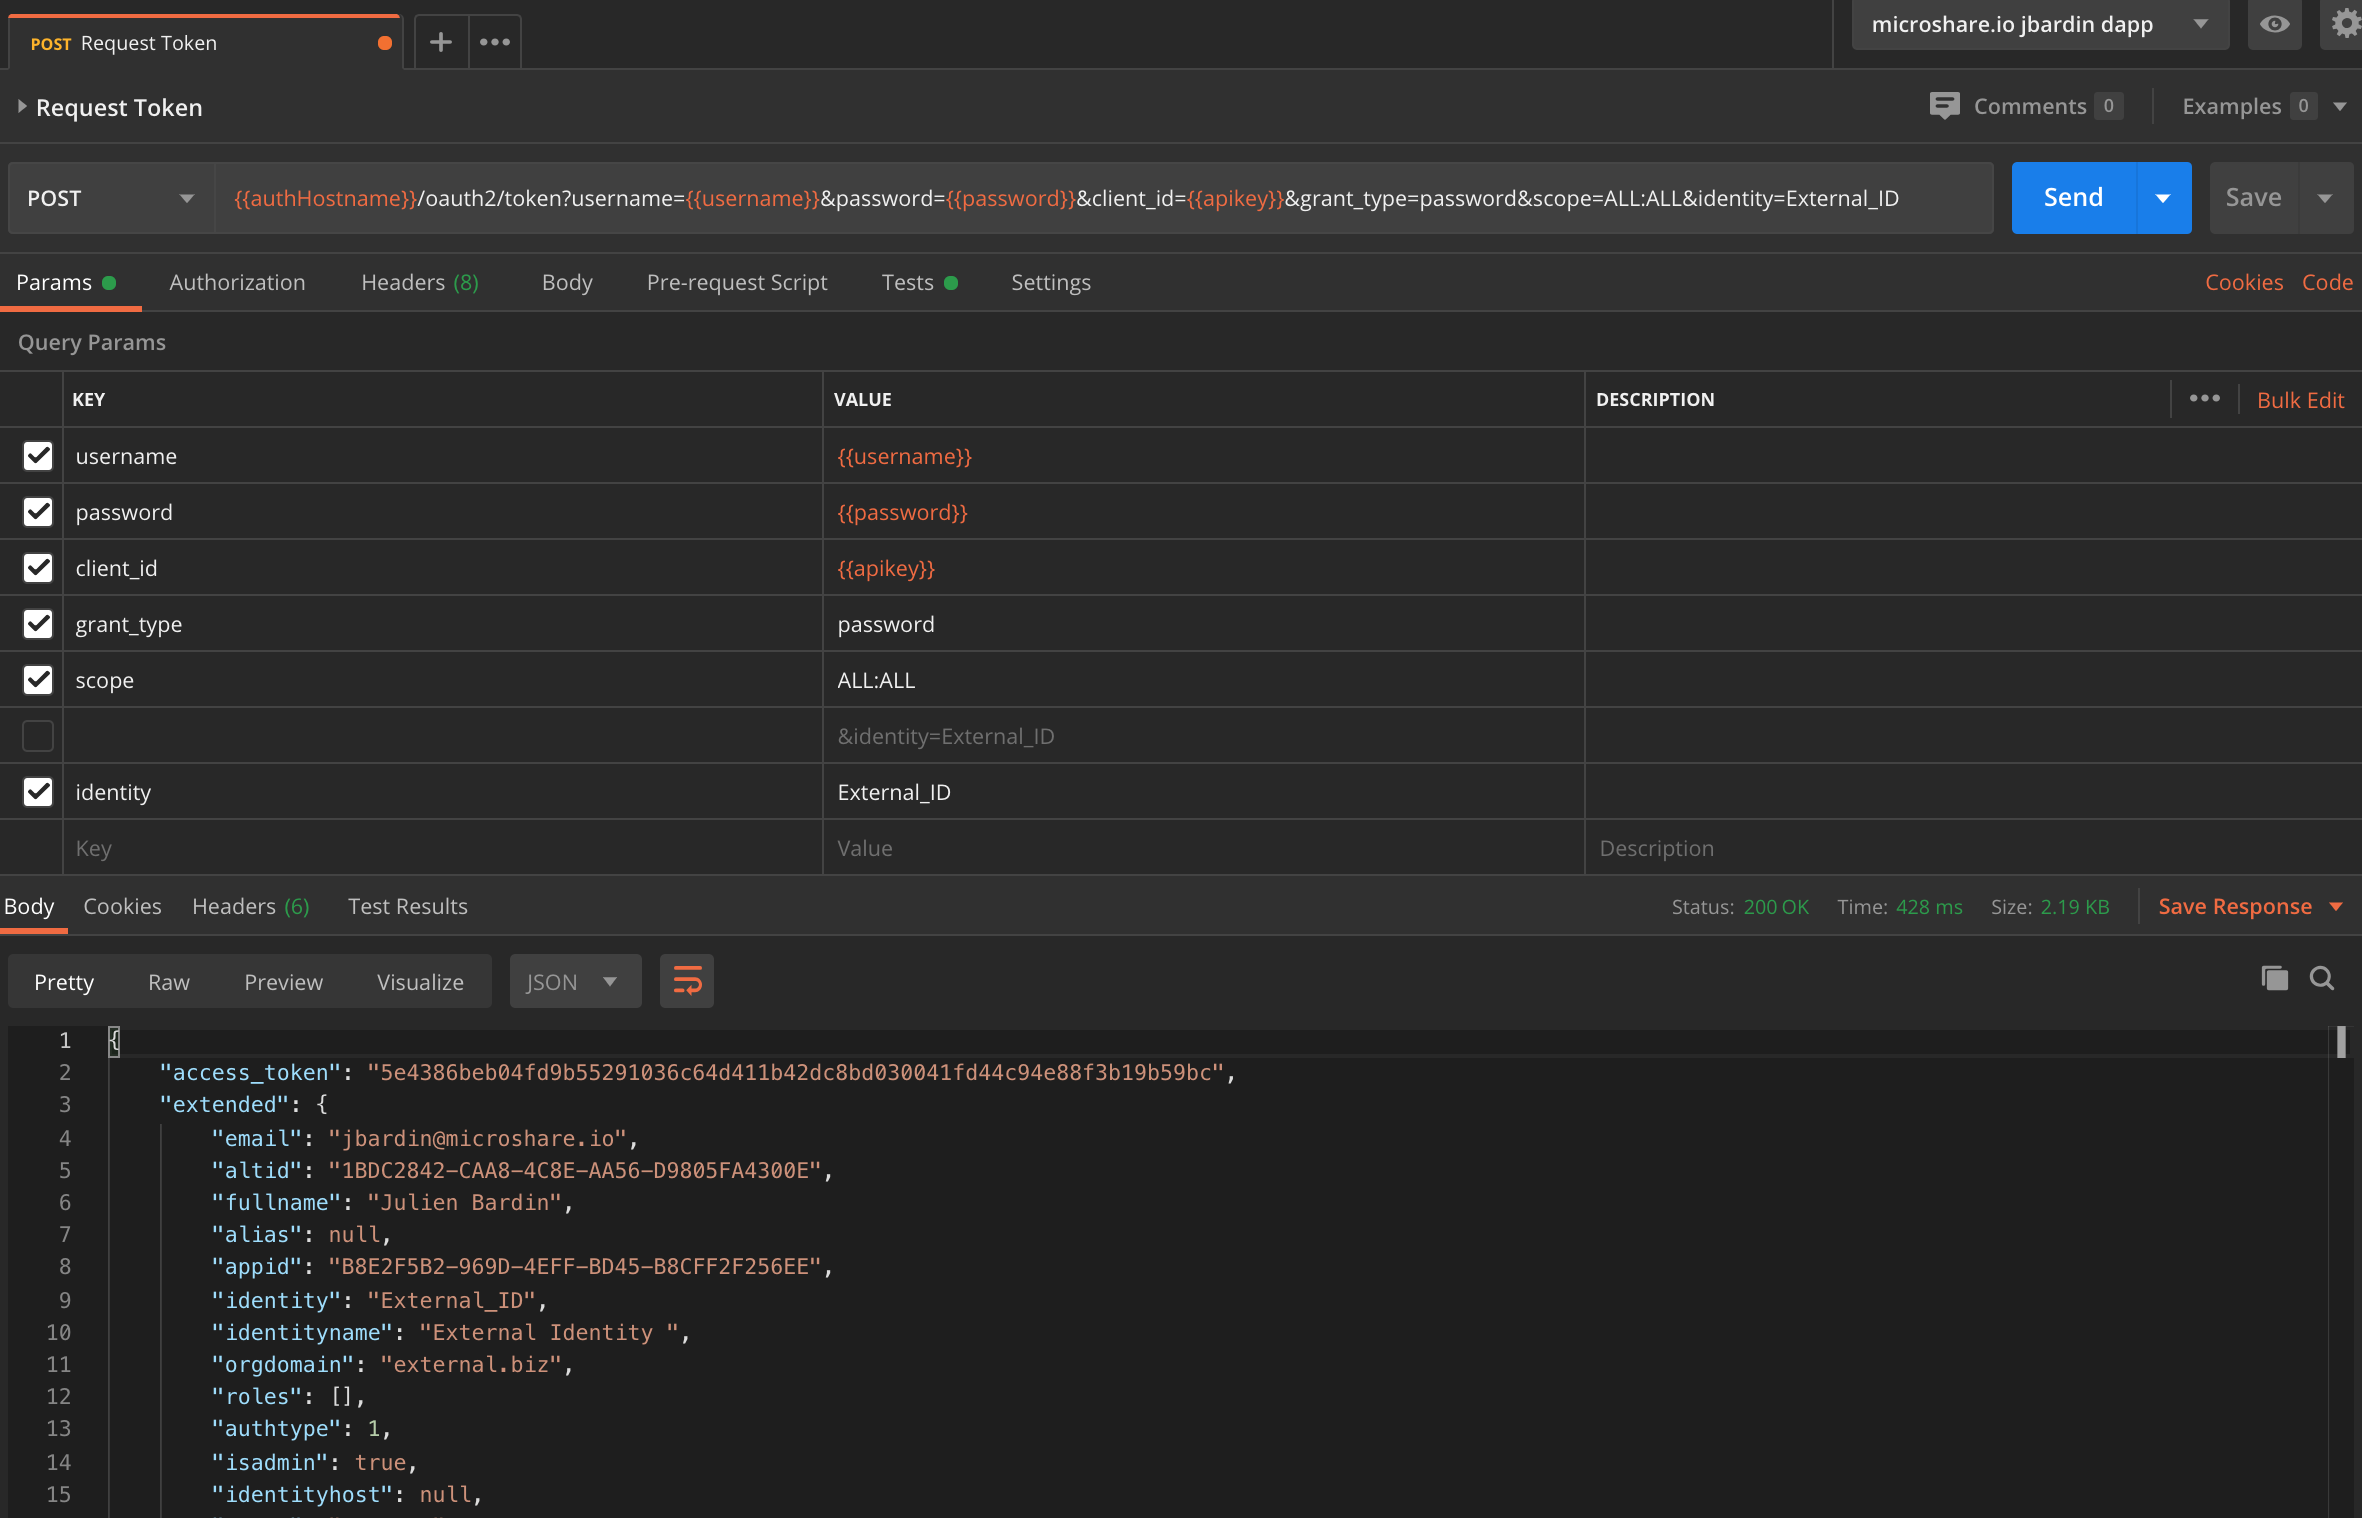 POST Request Token
microshare.io jbardin dapp
Request Token
Comments 0
Examples 0
POST
{{authHostname}}/oauth2/token?username={{username}}&password={{password}}&client_id={{apikey}}&grant_type=password&scope=ALL:ALL&identity=External_ID
Send
Save
Params Authorization Headers (8) Body Pre-request Script Tests Settings Cookies Code
Query Params
KEY VALUE DESCRIPTION ••• Bulk Edit
username {{username}}
password {{password}}
client_id {{apikey}}
grant_type password
scope ALL:ALL
&identity=External_ID
identity External_ID
Key Value Description
Body Cookies Headers (6) Test Results Status: 200 OK Time: 428 ms Size: 2.19 KB Save Response
Pretty Raw Preview Visualize JSON
1 {
2 "access_token": "5e4386beb04fd9b55291036c64d411b42dc8bd030041fd44c94e88f3b19b59bc",
3 "extended": {
4 "email": "jbardin@microshare.io",
5 "altid": "1BDC2842-CAA8-4C8E-AA56-D9805FA4300E",
6 "fullname": "Julien Bardin",
7 "alias": null,
8 "appid": "B8E2F5B2-969D-4EFF-BD45-B8CFF2F256EE",
9 "identity": "External_ID",
10 "identityname": "External Identity ",
11 "orgdomain": "external.biz",
12 "roles": [],
13 "authtype": 1,
14 "isadmin": true,
15 "identityhost": null,